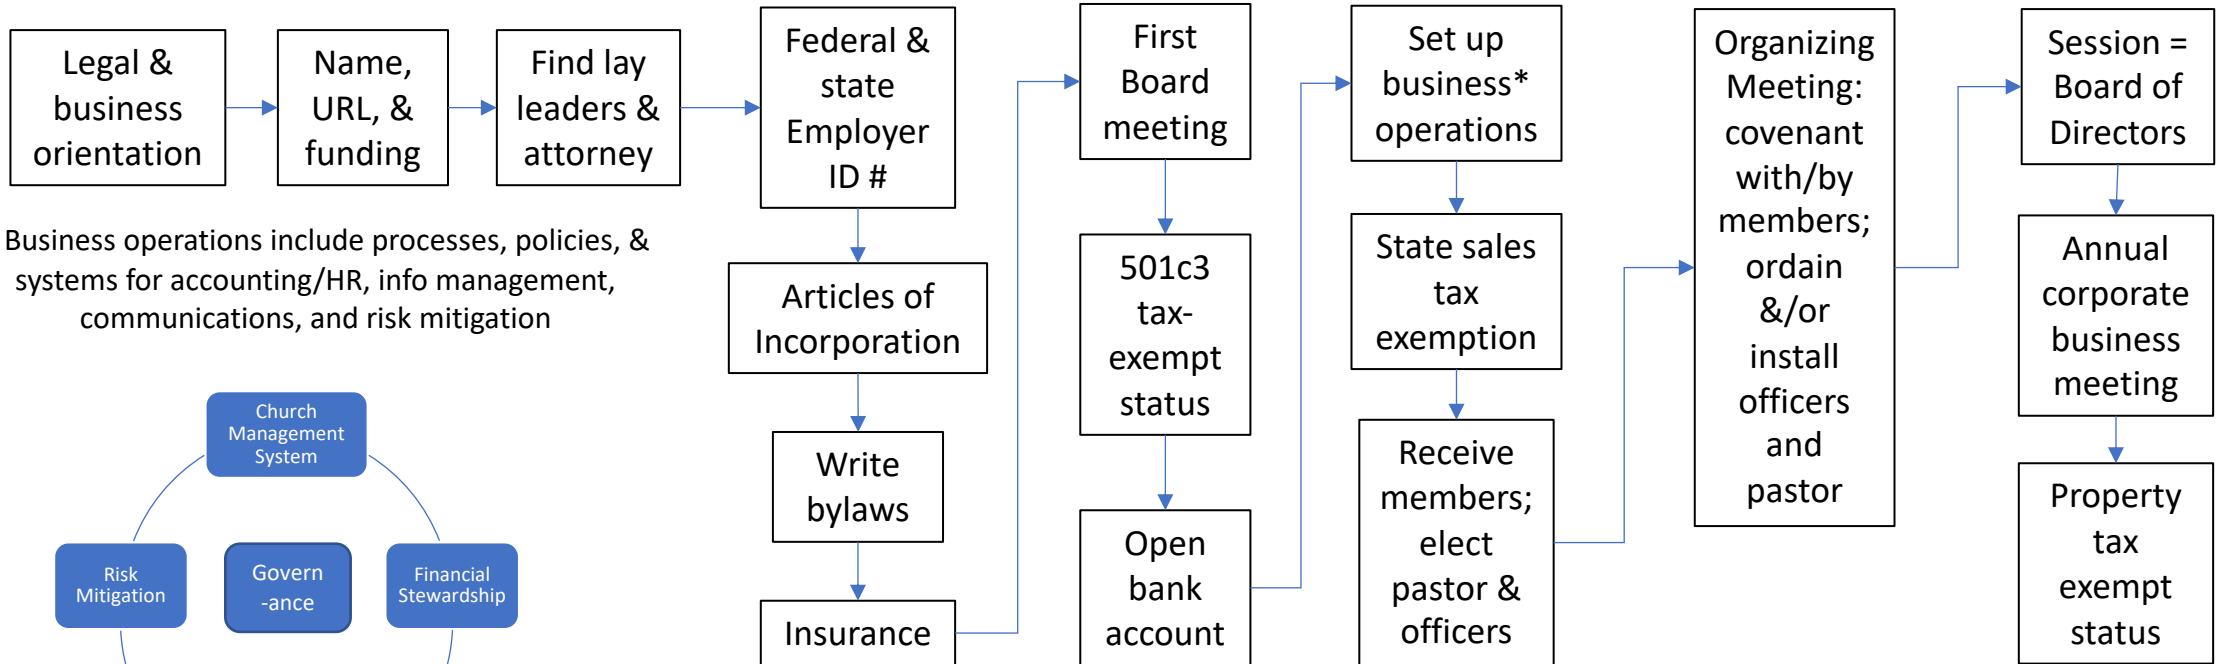 Legal &
business
orientation
Name,
URL, &
funding
Find lay
leaders &
attorney
Federal &
state
Employer
ID #
Articles of
Incorporation
Write
bylaws
Insurance
First
Board
meeting
501c3
tax-
exempt
status
Open
bank
account
Set up
business*
operations
State sales
tax
exemption
Receive
members;
elect
pastor &
officers
Organizing
Meeting:
covenant
with/by
members;
ordain
&/or
install
officers
and
pastor
Session =
Board of
Directors
Annual
corporate
business
meeting
Property
tax
exempt
status
Business operations include processes, policies, &
systems for accounting/HR, info management,
communications, and risk mitigation
Church
Management
System
Risk
Mitigation
Govern
-ance
Financial
Stewardship